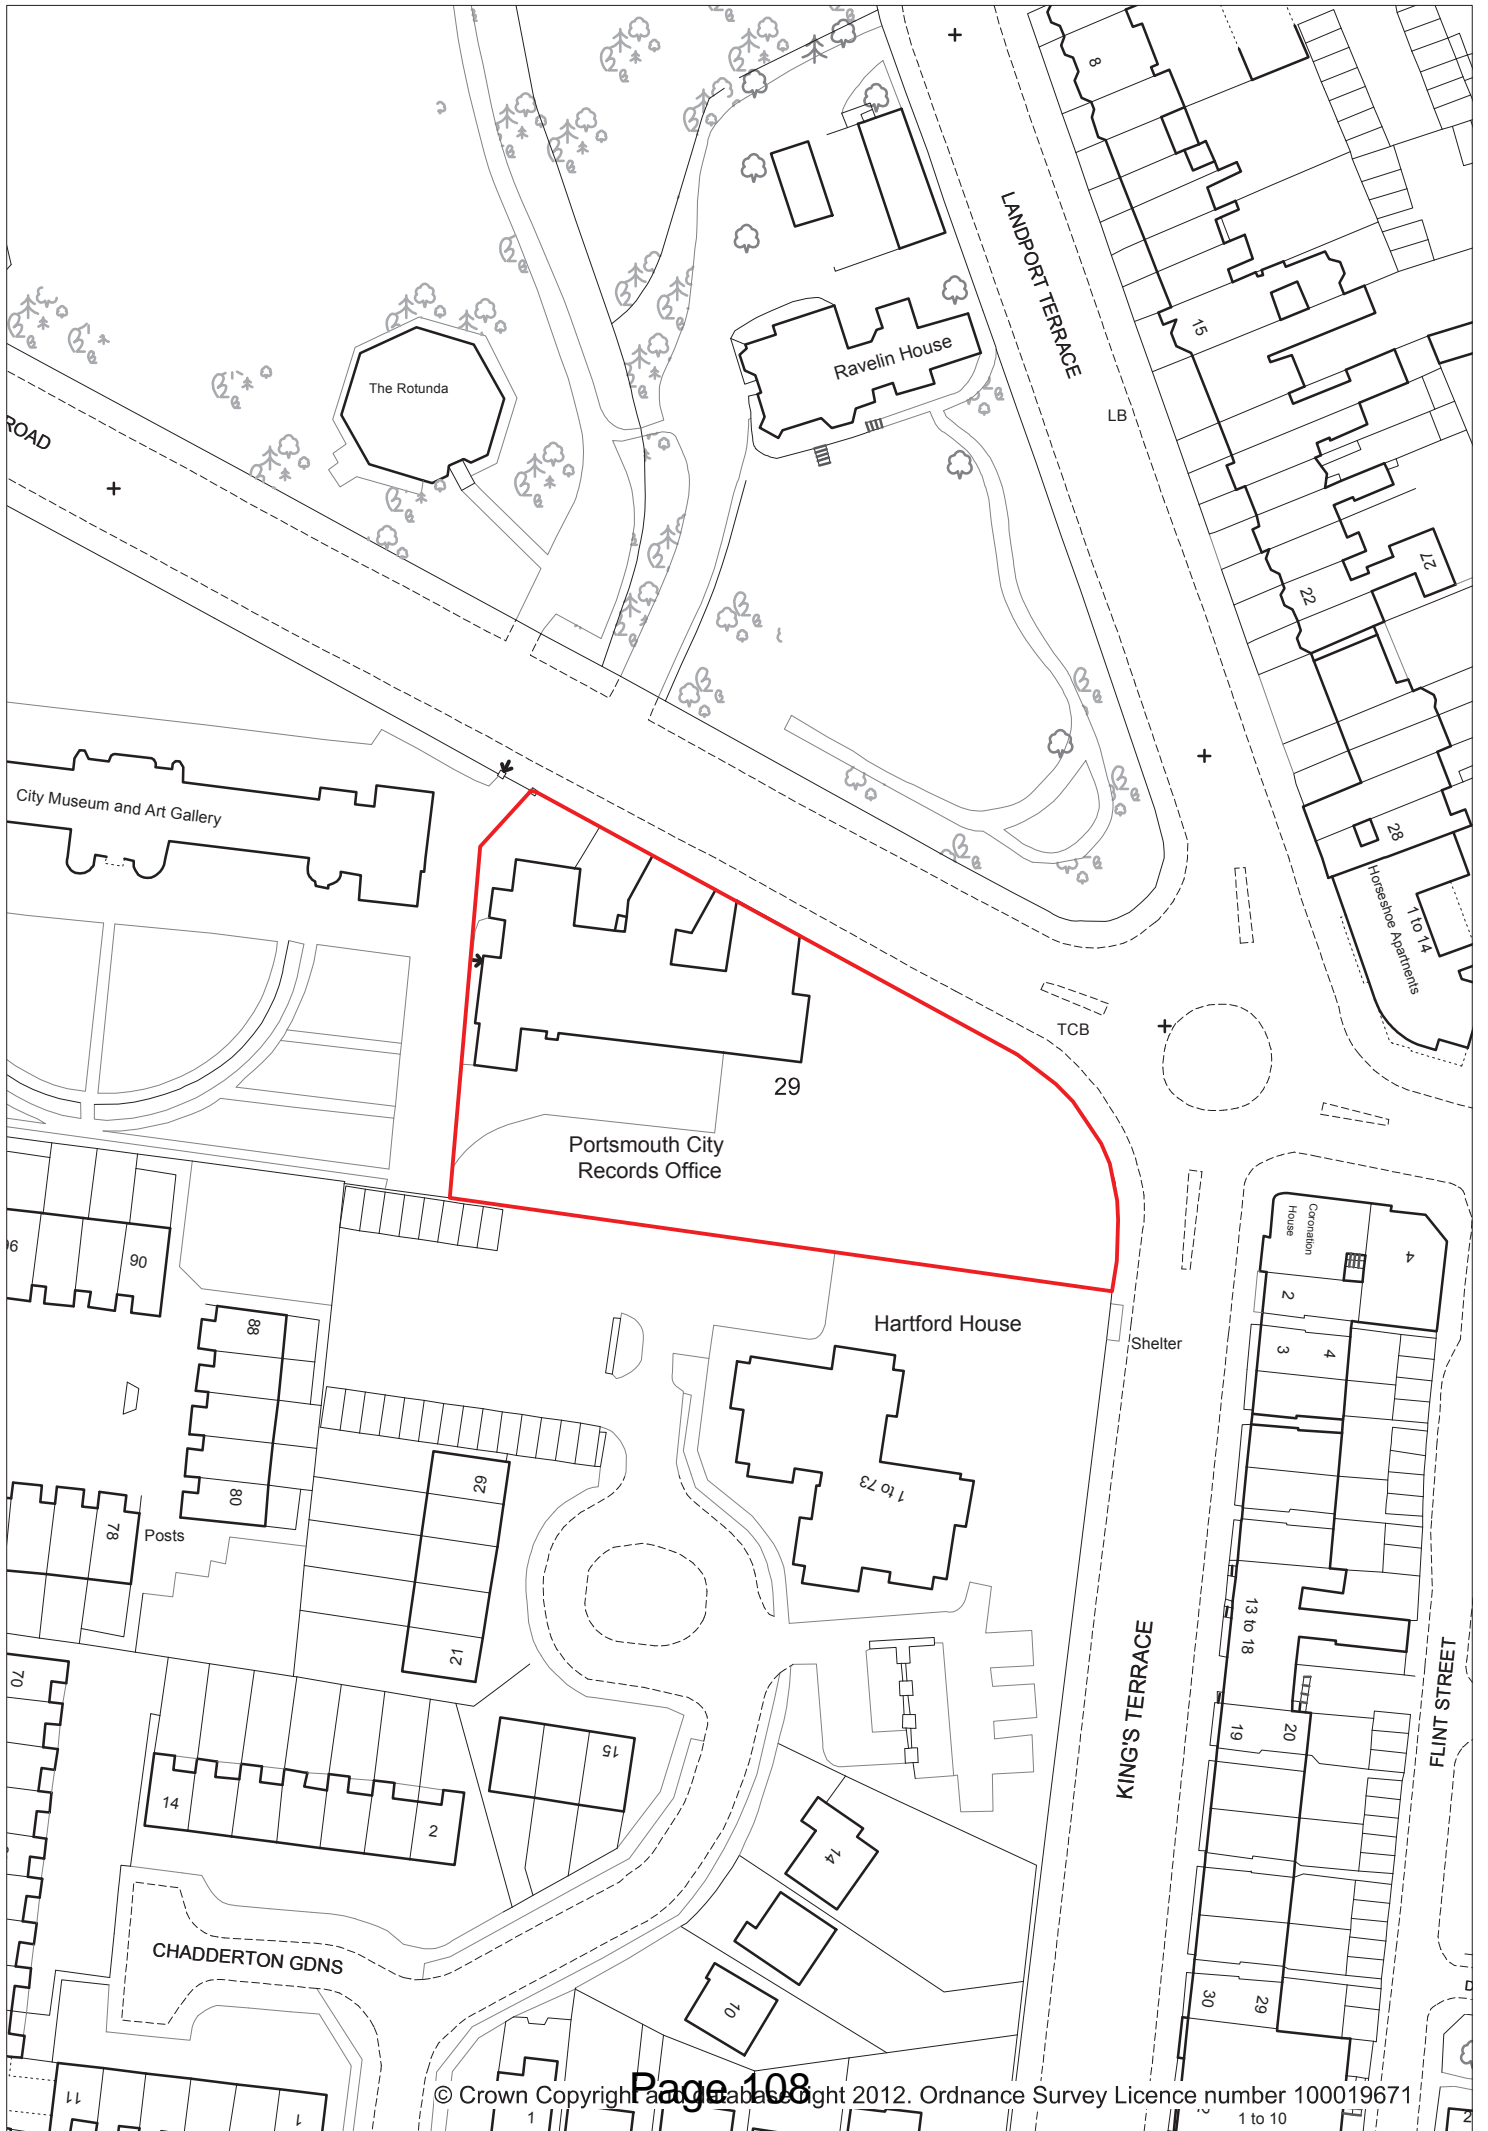 8
LANDPORT TERRACE
15
Ravelin House
The Rotunda
LB
ROAD
27
22
City Museum and Art Gallery
28
Horseshoe Apartments
1 to 14
TCB
29
Portsmouth City
Records Office
Coronation
House
4
96
90
2
Hartford House
88
Shelter
3
4
29
80
1 to 73
78
Posts
13 to 18
21
70
KING'S TERRACE
FLINT STREET
19
20
15
14
2
14
CHADDERTON GDNS
10
30
29
D
11
1
Page 108
© Crown Copyright and database right 2012. Ordnance Survey Licence number 100019671
1
1 to 10
2